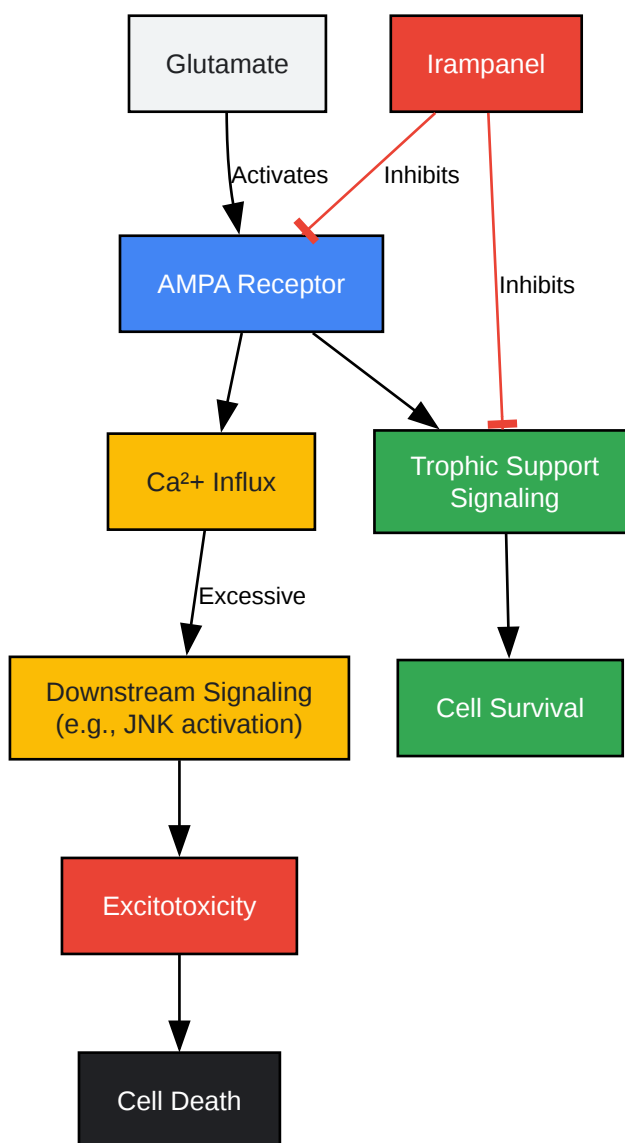 Glutamate
Irampanel
Activates
Inhibits
AMPA Receptor
Inhibits
Ca²+ Influx
Trophic Support
Signaling
Excessive
Downstream Signaling
(e.g., JNK activation)
Cell Survival
Excitotoxicity
Cell Death